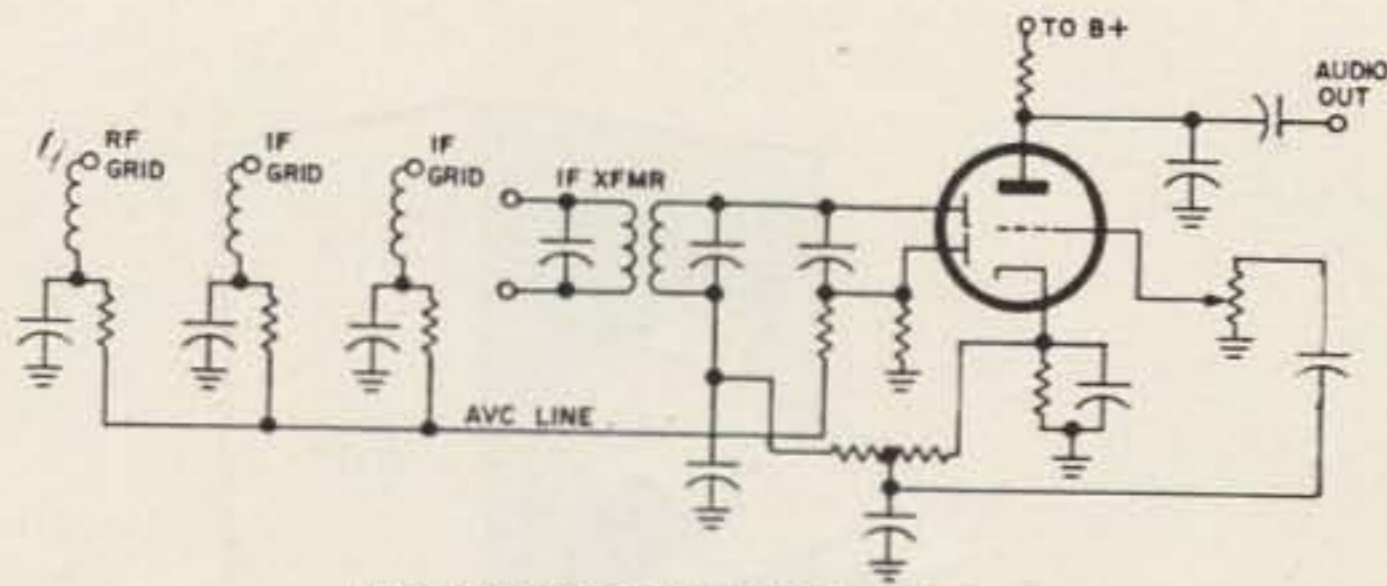 TO B+
AUDIO
OUT
RF
GRID
IF
GRID
IF
GRID
IF XFMR
AVC LINE